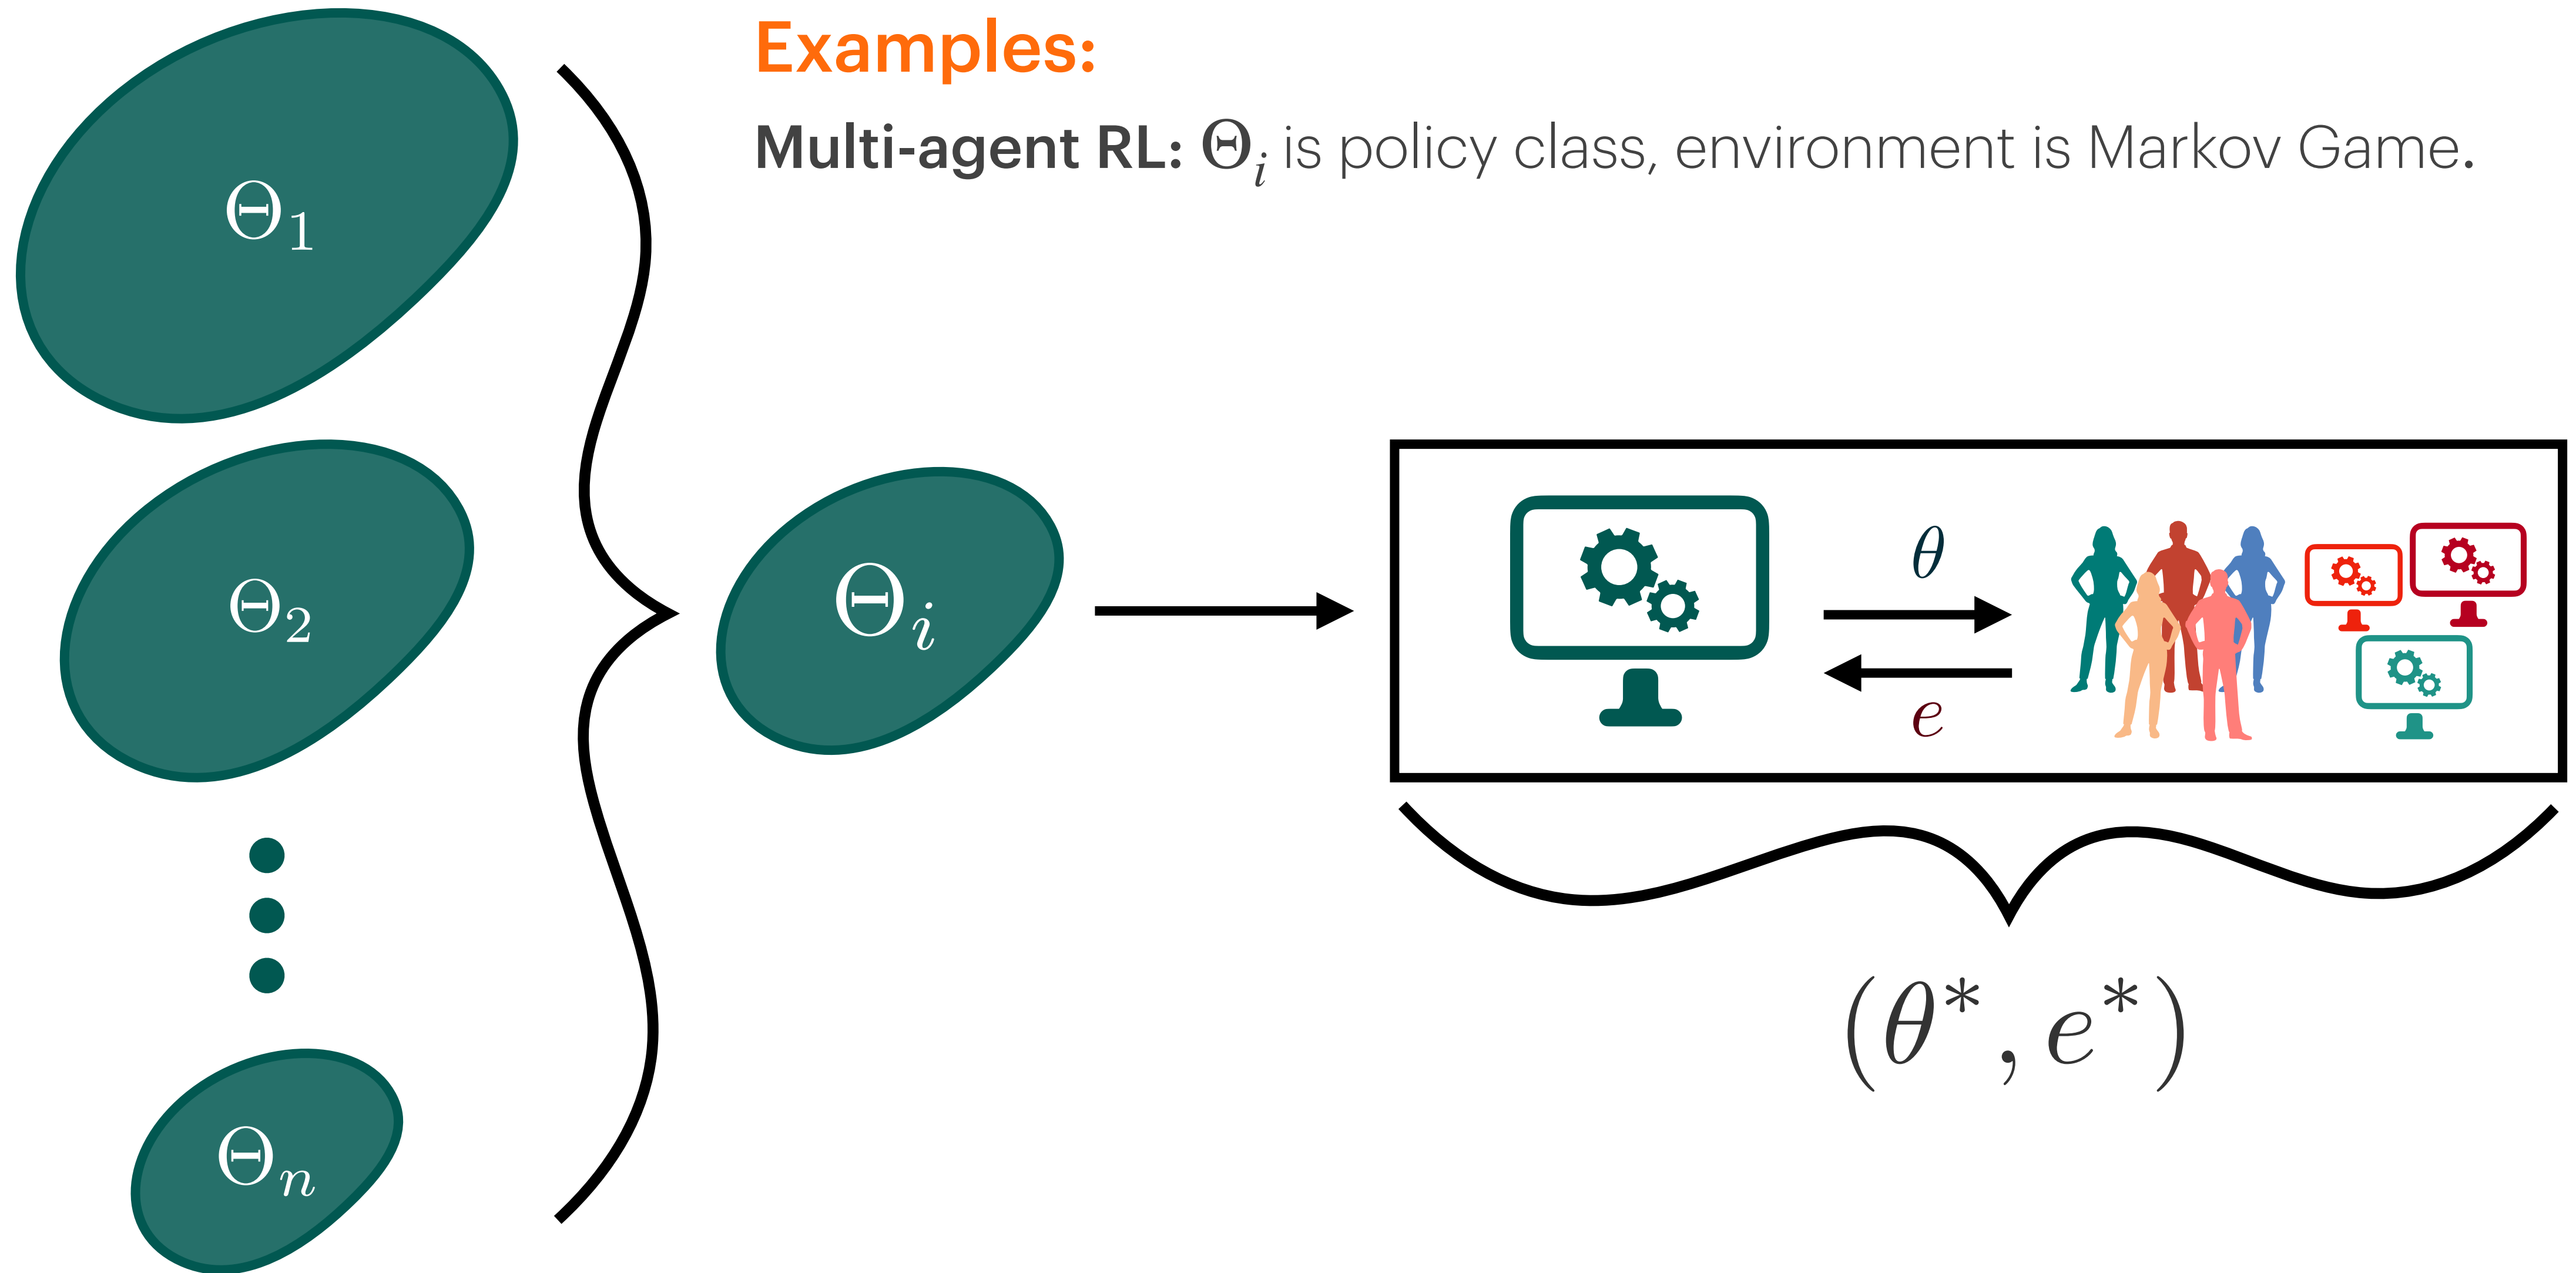 Examples:
Multi-agent RL: Θ_i is policy class, environment is Markov Game.
Θ_1
Θ_2
Θ_i
θ
e
(θ*, e*)
Θ_n